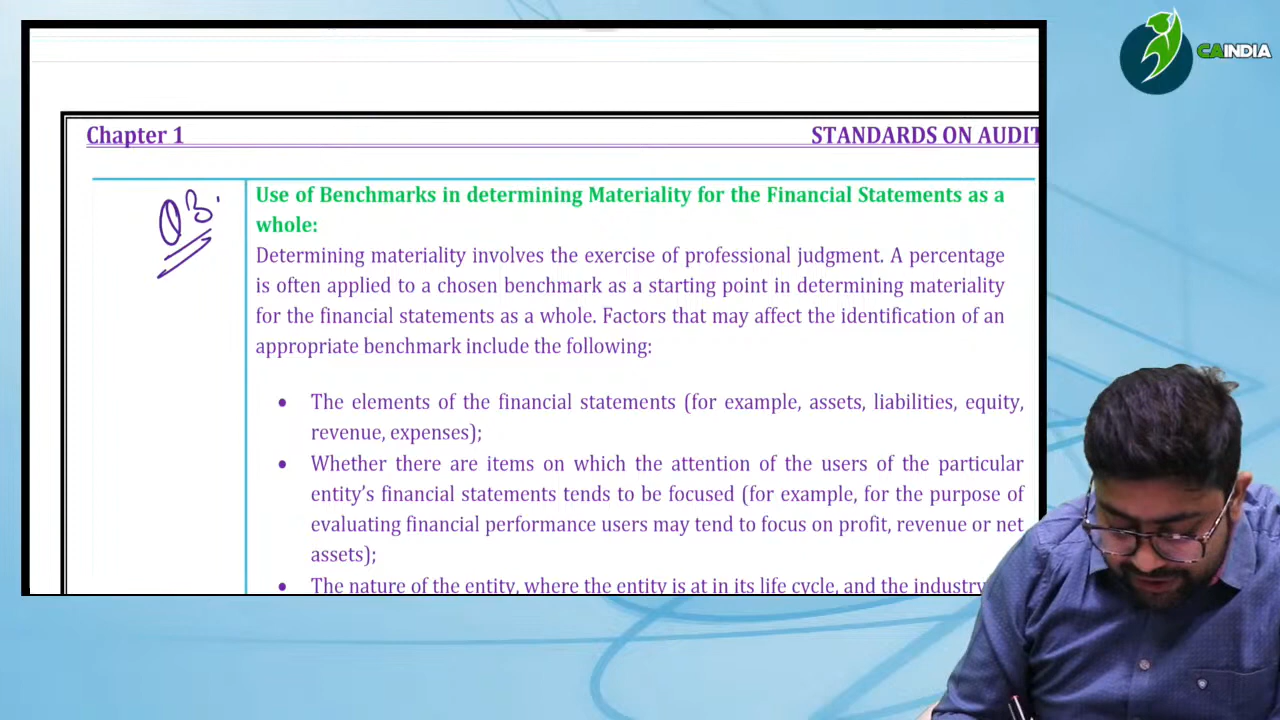 CAINDIA
Chapter 1
STANDARDS ON AUDIT
Q3.
Use of Benchmarks in determining Materiality for the Financial Statements as a
whole:
Determining materiality involves the exercise of professional judgment. A percentage
is often applied to a chosen benchmark as a starting point in determining materiality
for the financial statements as a whole. Factors that may affect the identification of an
appropriate benchmark include the following:
• The elements of the financial statements (for example, assets, liabilities, equity,
revenue, expenses);
• Whether there are items on which the attention of the users of the particular
entity’s financial statements tends to be focused (for example, for the purpose of
evaluating financial performance users may tend to focus on profit, revenue or net
assets);
• The nature of the entity, where the entity is at in its life cycle, and the industry